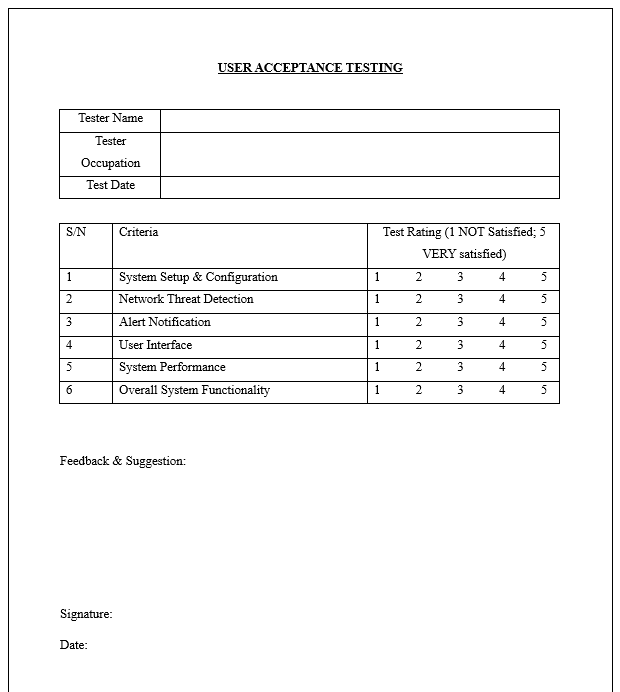 USER ACCEPTANCE TESTING
Tester Name
Tester
Occupation
Test Date
S/N Criteria Test Rating (1 NOT Satisfied; 5
VERY satisfied)
1 System Setup & Configuration 1 2 3 4 5
2 Network Threat Detection 1 2 3 4 5
3 Alert Notification 1 2 3 4 5
4 User Interface 1 2 3 4 5
5 System Performance 1 2 3 4 5
6 Overall System Functionality 1 2 3 4 5
Feedback & Suggestion:
Signature:
Date: